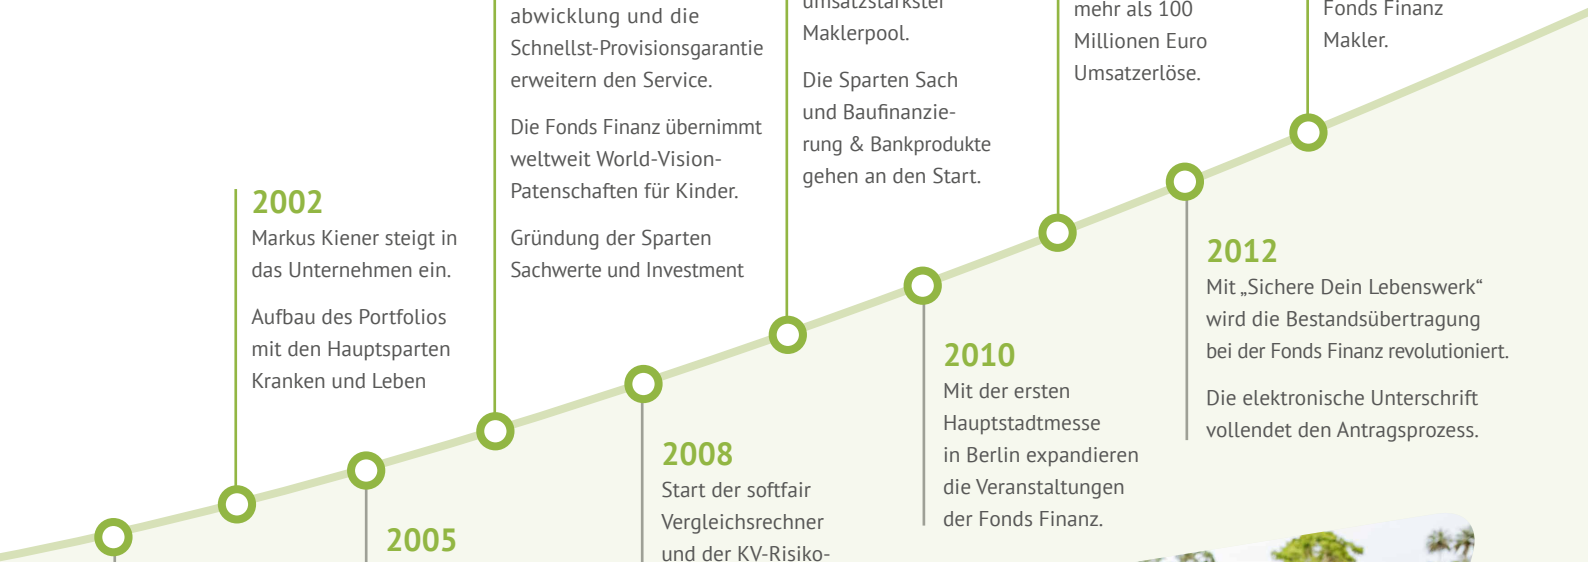 abwicklung und die
Schnellst-Provisionsgarantie
erweitern den Service.
Die Fonds Finanz übernimmt
weltweit World-Vision-
Patenschaften für Kinder.
Gründung der Sparten
Sachwerte und Investment
umsatzstärkster
Maklerpool.
Die Sparten Sach
und Baufinanzie-
rung & Bankprodukte
gehen an den Start.
mehr als 100
Millionen Euro
Umsatzerlöse.
Fonds Finanz
Makler.
2002
Markus Kiener steigt in
das Unternehmen ein.
Aufbau des Portfolios
mit den Hauptsparten
Kranken und Leben
2005
2008
Start der softfair
Vergleichsrechner
und der KV-Risiko-
2010
Mit der ersten
Hauptstadtmesse
in Berlin expandieren
die Veranstaltungen
der Fonds Finanz.
2012
Mit „Sichere Dein Lebenswerk“
wird die Bestandsübertragung
bei der Fonds Finanz revolutioniert.
Die elektronische Unterschrift
vollendet den Antragsprozess.